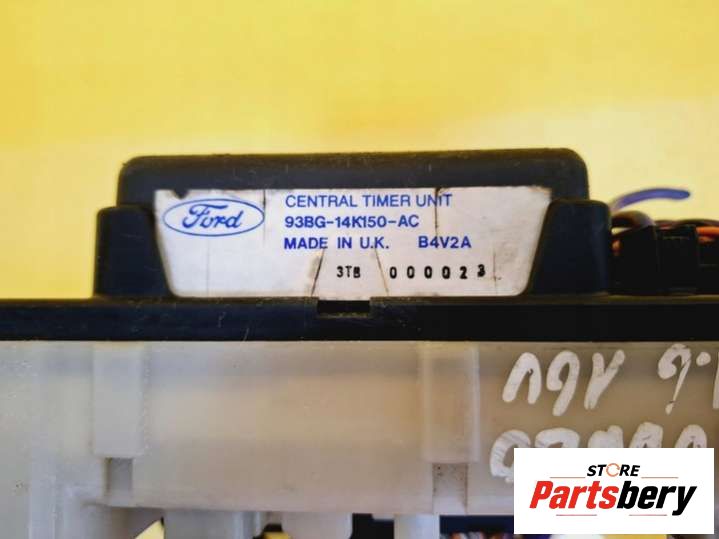 Ford
CENTRAL TIMER UNIT
93BG-14K150-AC
MADE IN U.K. B4V2A
3TB 000023
STORE
Partsbery